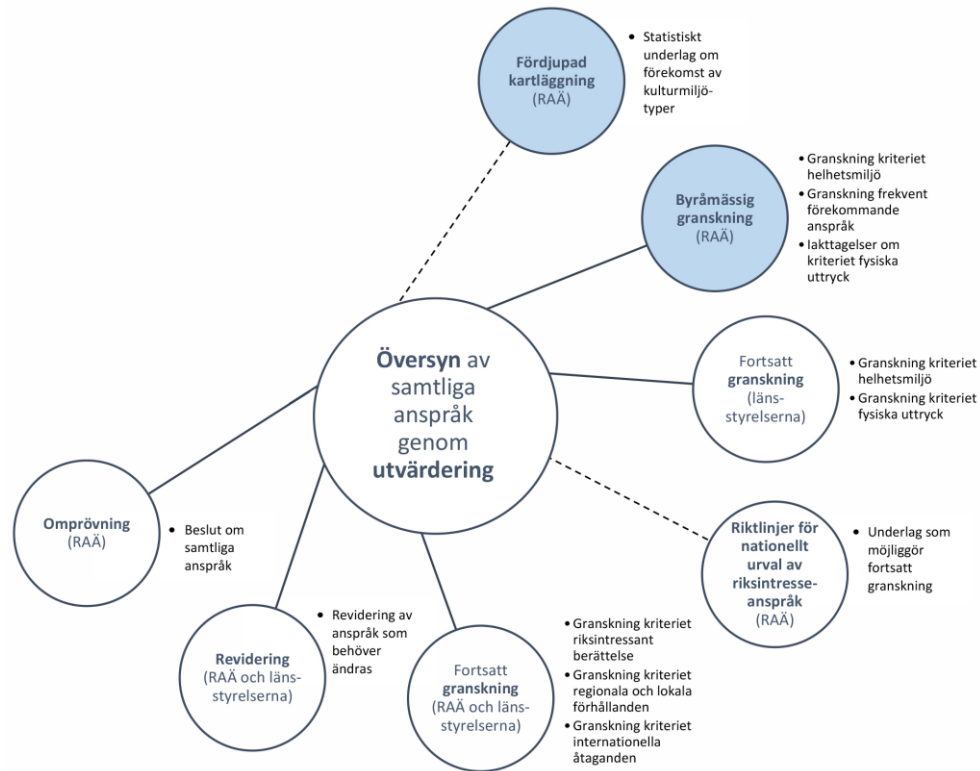 Fördjupad
kartläggning
(RAÄ)
• Statistiskt
underlag om
förekomst av
kulturmiljö-
typer
Byråmässig
granskning
(RAÄ)
• Granskning kriteriet
helhetsmiljö
• Granskning frekvent
förekommande
anspråk
• Iakttagelser om
kriteriet fysiska
uttryck
Översyn av
samtliga
anspråk
genom
utvärdering
Fortsatt
granskning
(läns-
styrelserna)
• Granskning kriteriet
helhetsmiljö
• Granskning kriteriet
fysiska uttryck
Riktlinjer för
nationellt
urval av
riksintresse-
anspråk
(RAÄ)
• Underlag som
möjliggör
fortsatt
granskning
Fortsatt
granskning
(RAÄ och läns-
styrelserna)
• Granskning kriteriet
riksintressant
berättelse
• Granskning kriteriet
regionala och lokala
förhållanden
• Granskning kriteriet
internationella
åtaganden
Revidering
(RAÄ och läns-
styrelserna)
• Revidering av
anspråk som
behöver
ändras
Omprövning
(RAÄ)
• Beslut om
samtliga
anspråk